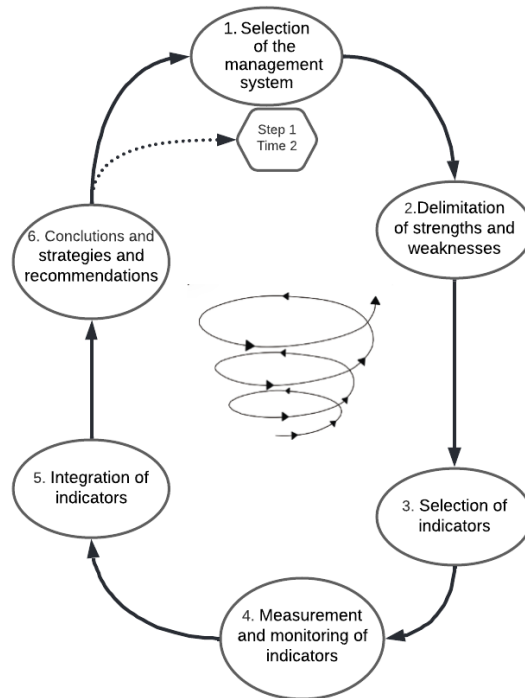 1. Selection
of the
management
system
Step 1
Time 2
2.Delimitation
of strengths and
weaknesses
3. Selection of
indicators
4. Measurement
and monitoring of
indicators
5. Integration of
indicators
6. Conclutions and
strategies and
recommendations